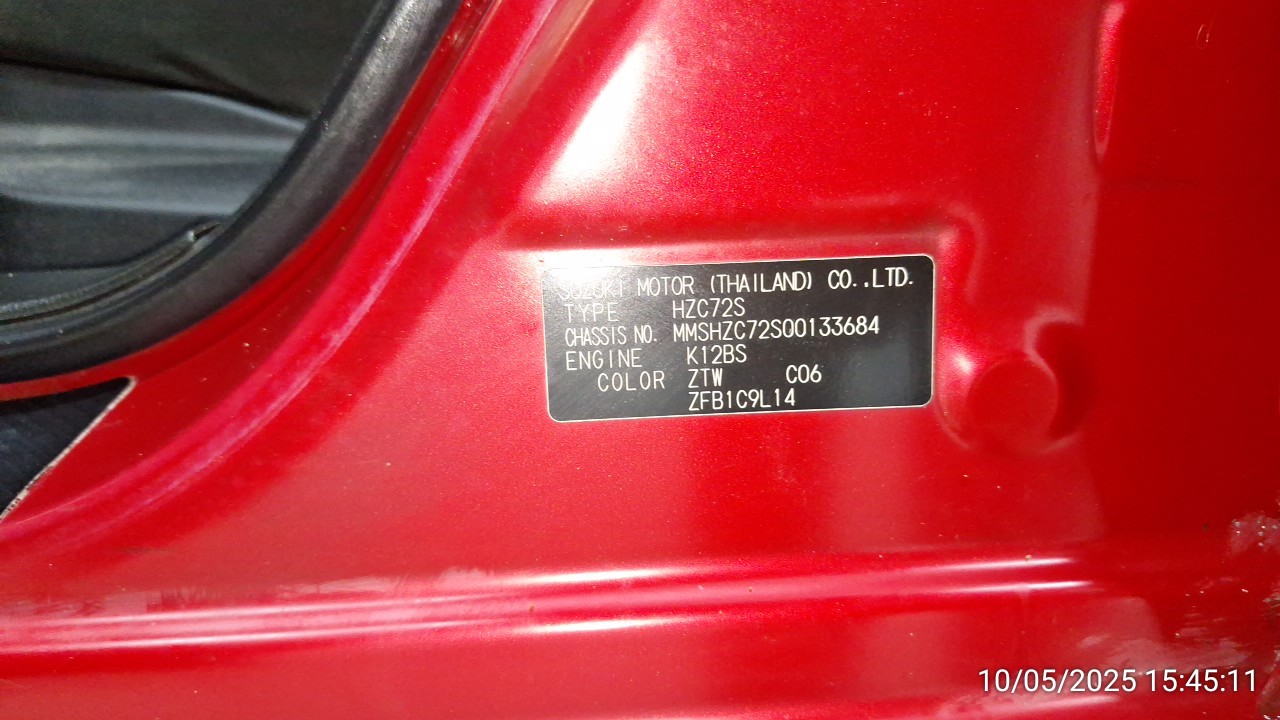 SUZUKI MOTOR (THAILAND) CO.,LTD.
TYPE HZC72S
CHASSIS NO. MMSHZC72S00133684
ENGINE K12BS
COLOR ZTW C06
ZFB1C9L14
10/05/2025 15:45:11